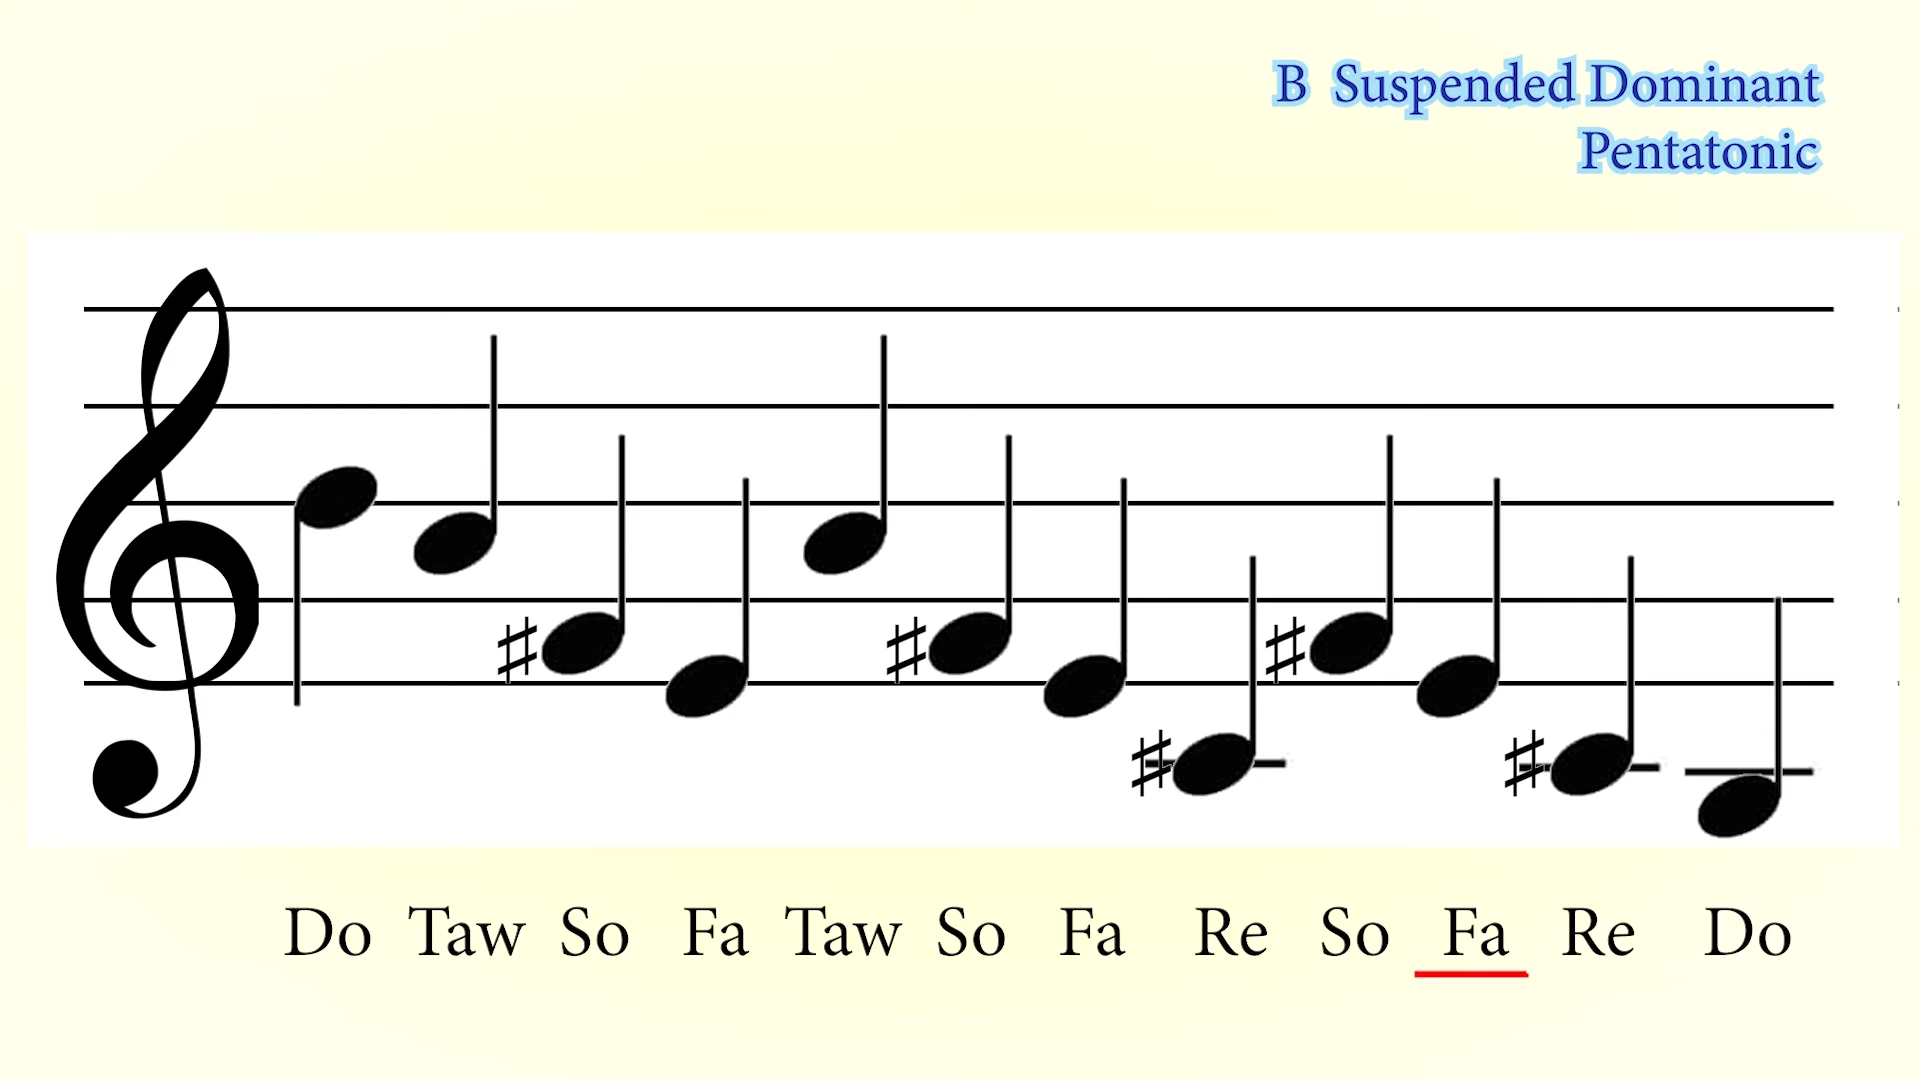 B Suspended Dominant
Pentatonic
Do Taw So Fa Taw So Fa Re So Fa Re Do